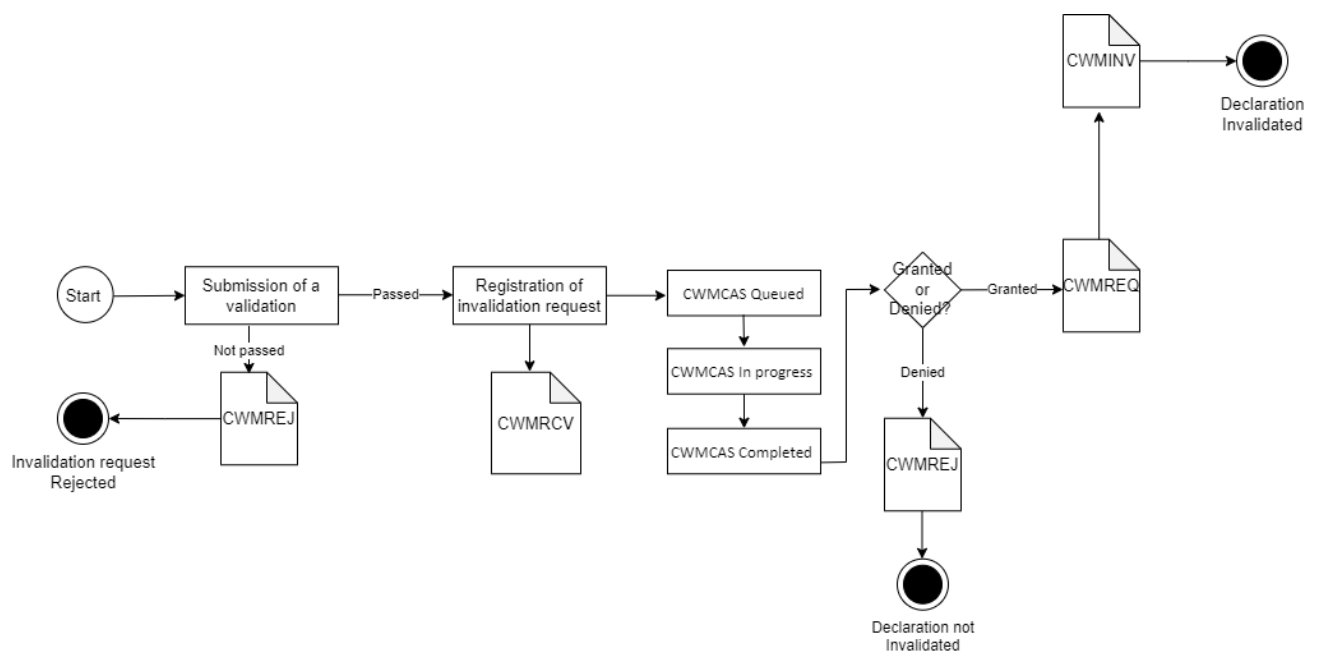 CWMINV
Declaration
Invalidated
Start
Submission of a
validation
Passed
Registration of
invalidation request
CWMCAS Queued
Granted
or
Denied?
Granted
CWMREQ
Not passed
CWMCAS In progress
Denied
CWMREJ
CWMRCV
CWMCAS Completed
CWMREJ
Invalidation request
Rejected
Declaration not
Invalidated